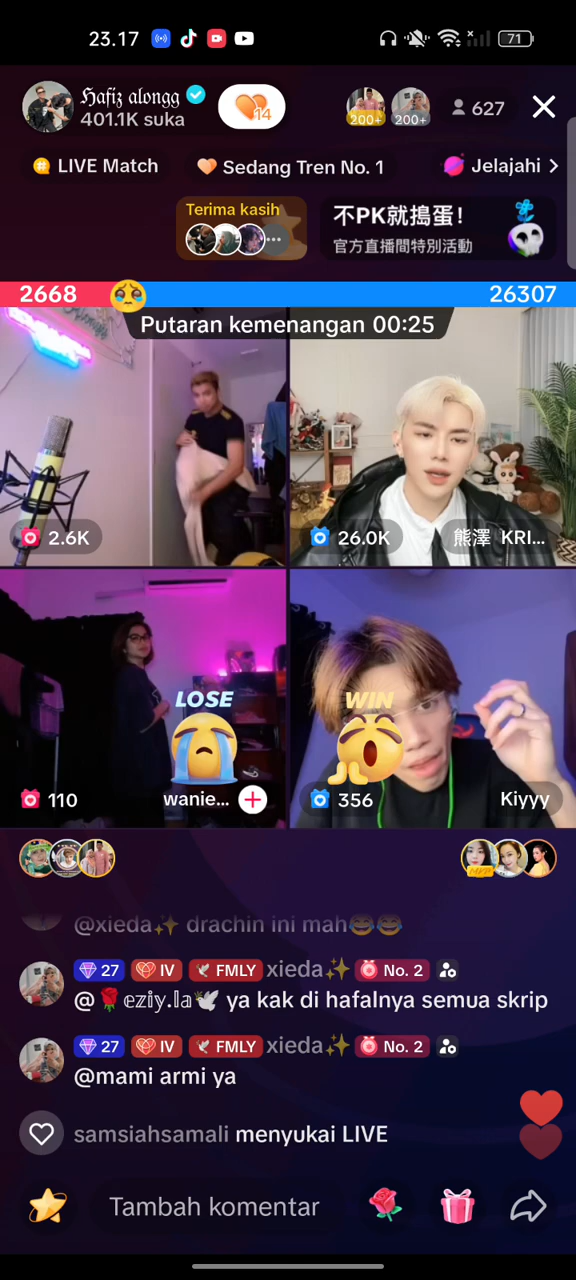 23.17
71
ℌ𝔞𝔣𝔦𝔷 𝔞𝔩𝔬𝔫𝔤𝔤
401.1K suka
14
200+
200+
627
LIVE Match
Sedang Tren No. 1
Jelajahi
Terima kasih
不PK就搗蛋!
官方直播間特別活動
2668
26307
Putaran kemenangan 00:25
2.6K
26.0K
熊澤 KRI...
LOSE
WIN
110
wanie...
356
Kiyyy
@xieda✨ drachin ini mah😂😂
27 IV FMLY xieda✨ No. 2
@🌹𝕖𝕫𝕚𝕪.𝕝𝕒🕊️ ya kak di hafalnya semua skrip
27 IV FMLY xieda✨ No. 2
@mami armi ya
samsiahsamali menyukai LIVE
Tambah komentar